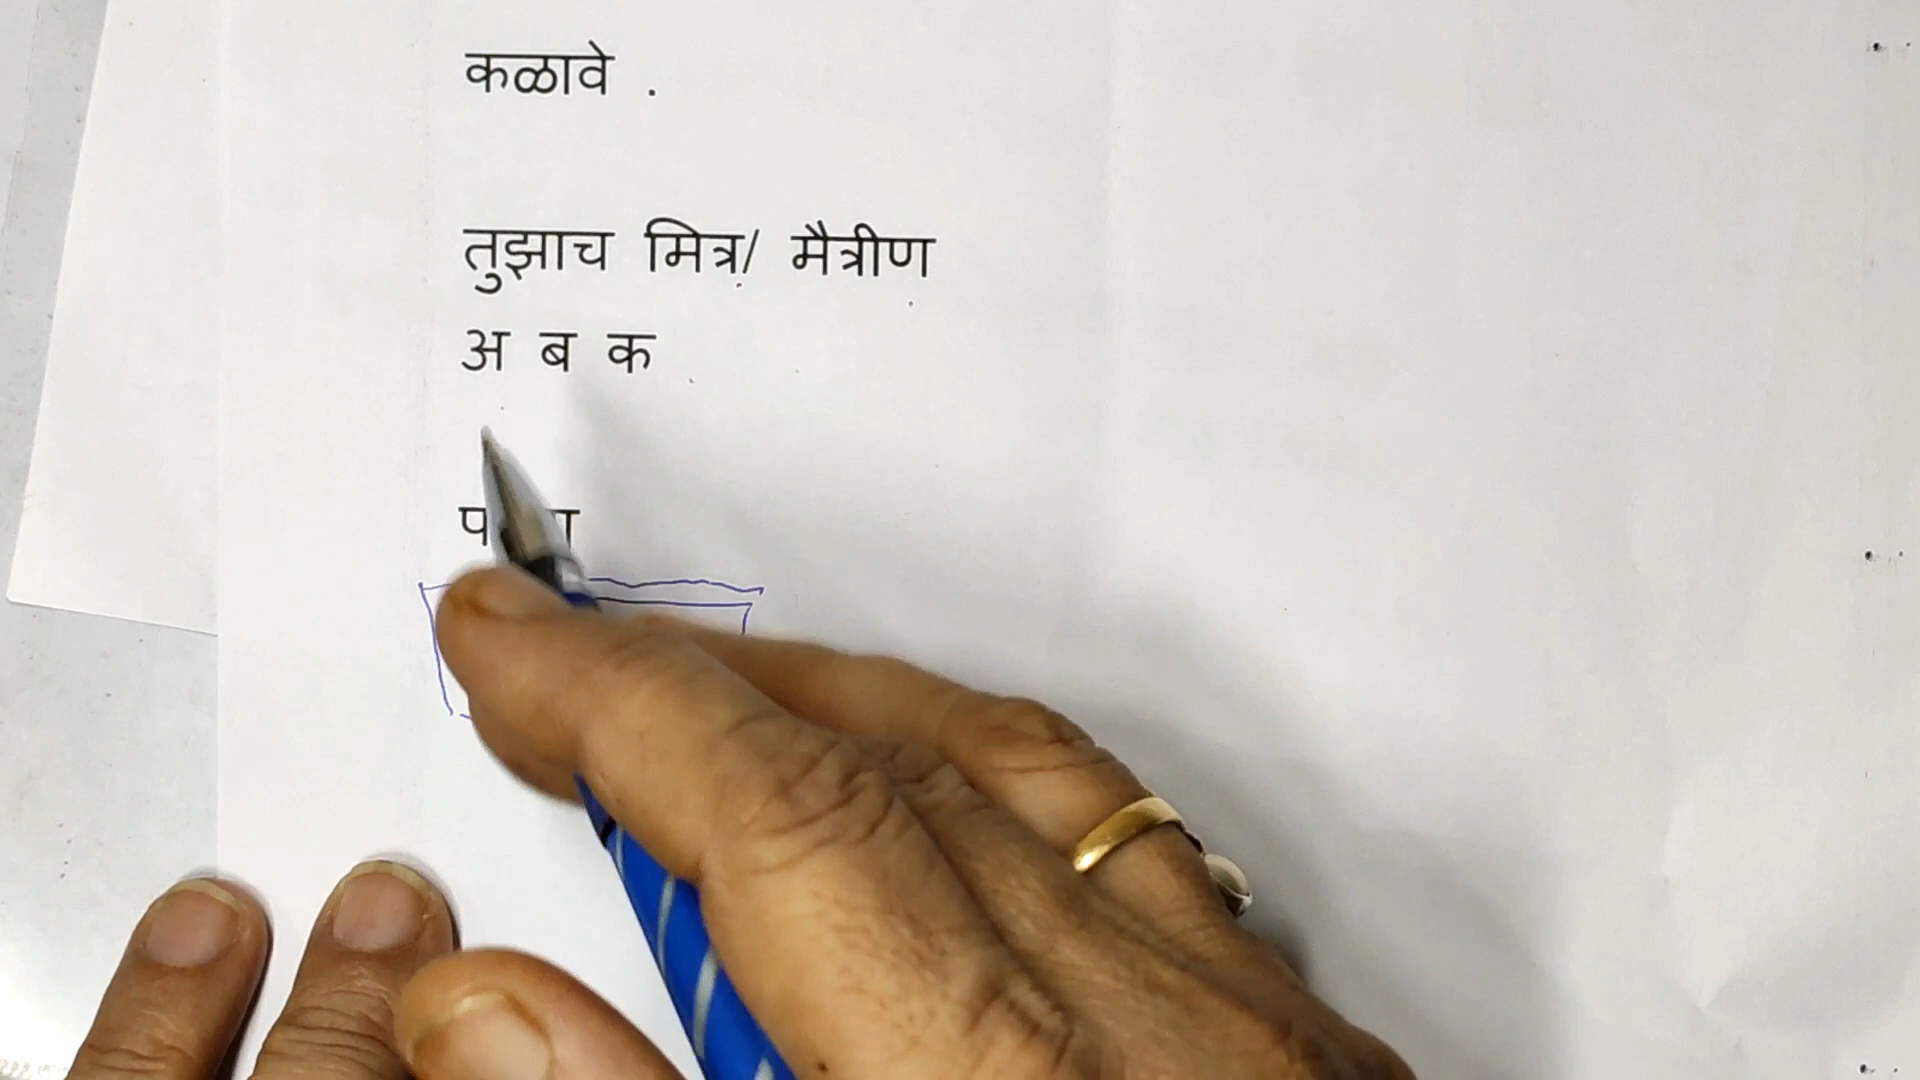 कळावे .
तुझाच मित्र/ मैत्रीण
अ ब क